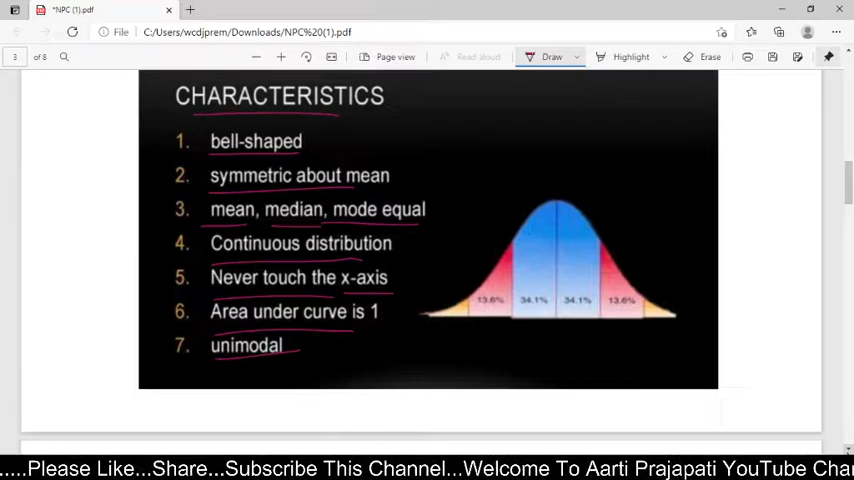 *NPC (1).pdf
File C:/Users/wcdjprem/Downloads/NPC%20(1).pdf
3 of 8 Page view Read aloud Draw Highlight Erase
CHARACTERISTICS
1. bell-shaped
2. symmetric about mean
3. mean, median, mode equal
4. Continuous distribution
5. Never touch the x-axis
6. Area under curve is 1
7. unimodal
13.6% 34.1% 34.1% 13.6%
.....Please Like...Share...Subscribe This Channel...Welcome To Aarti Prajapati YouTube Cha